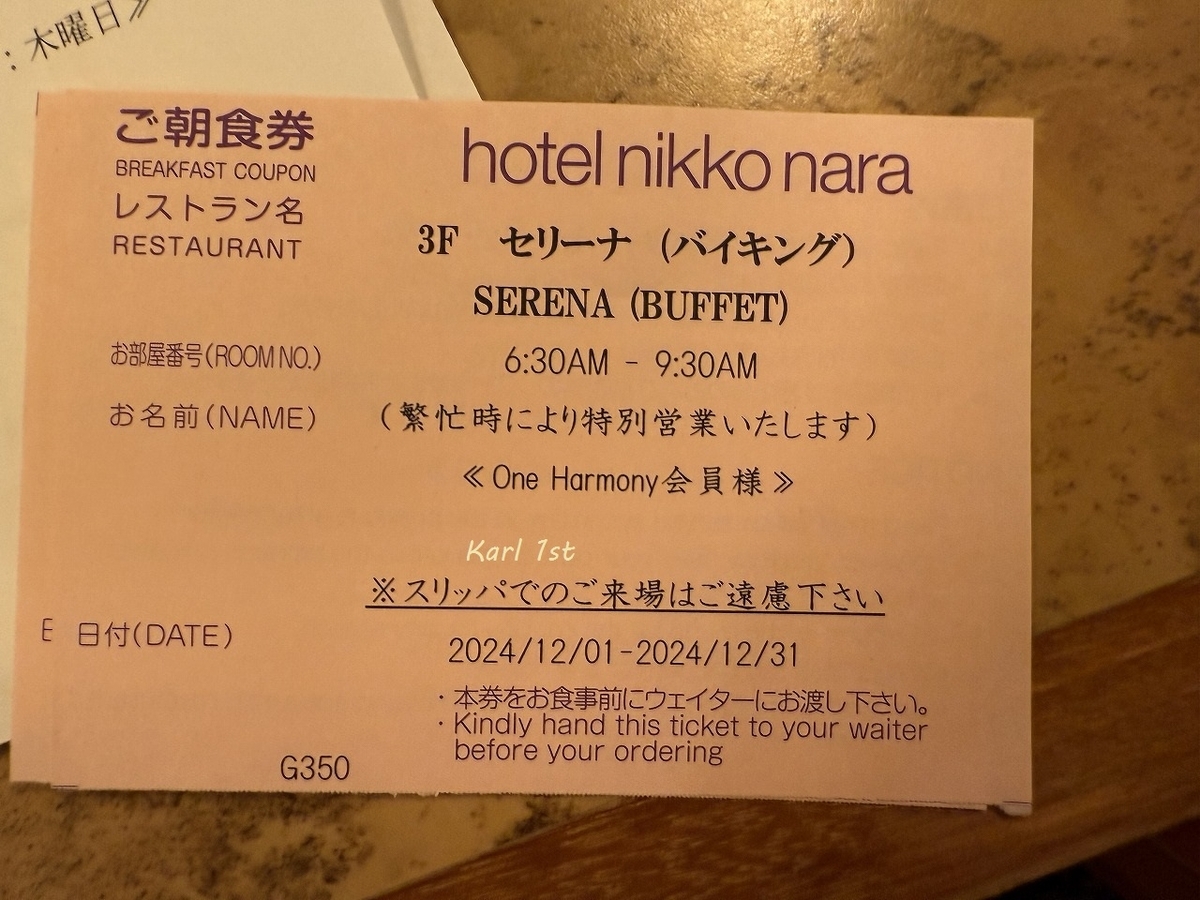 ：木曜日》
ご朝食券
BREAKFAST COUPON
hotel nikko nara
レストラン名
RESTAURANT
3F セリーナ （バイキング）
SERENA (BUFFET)
お部屋番号(ROOM NO.)
6:30AM - 9:30AM
お名前(NAME)
（繁忙時により特別営業いたします）
≪ One Harmony会員様 ≫
Karl 1st
※スリッパでのご来場はご遠慮下さい
E 日付(DATE)
2024/12/01-2024/12/31
・本券をお食事前にウェイターにお渡し下さい。
・Kindly hand this ticket to your waiter
before your ordering
G350